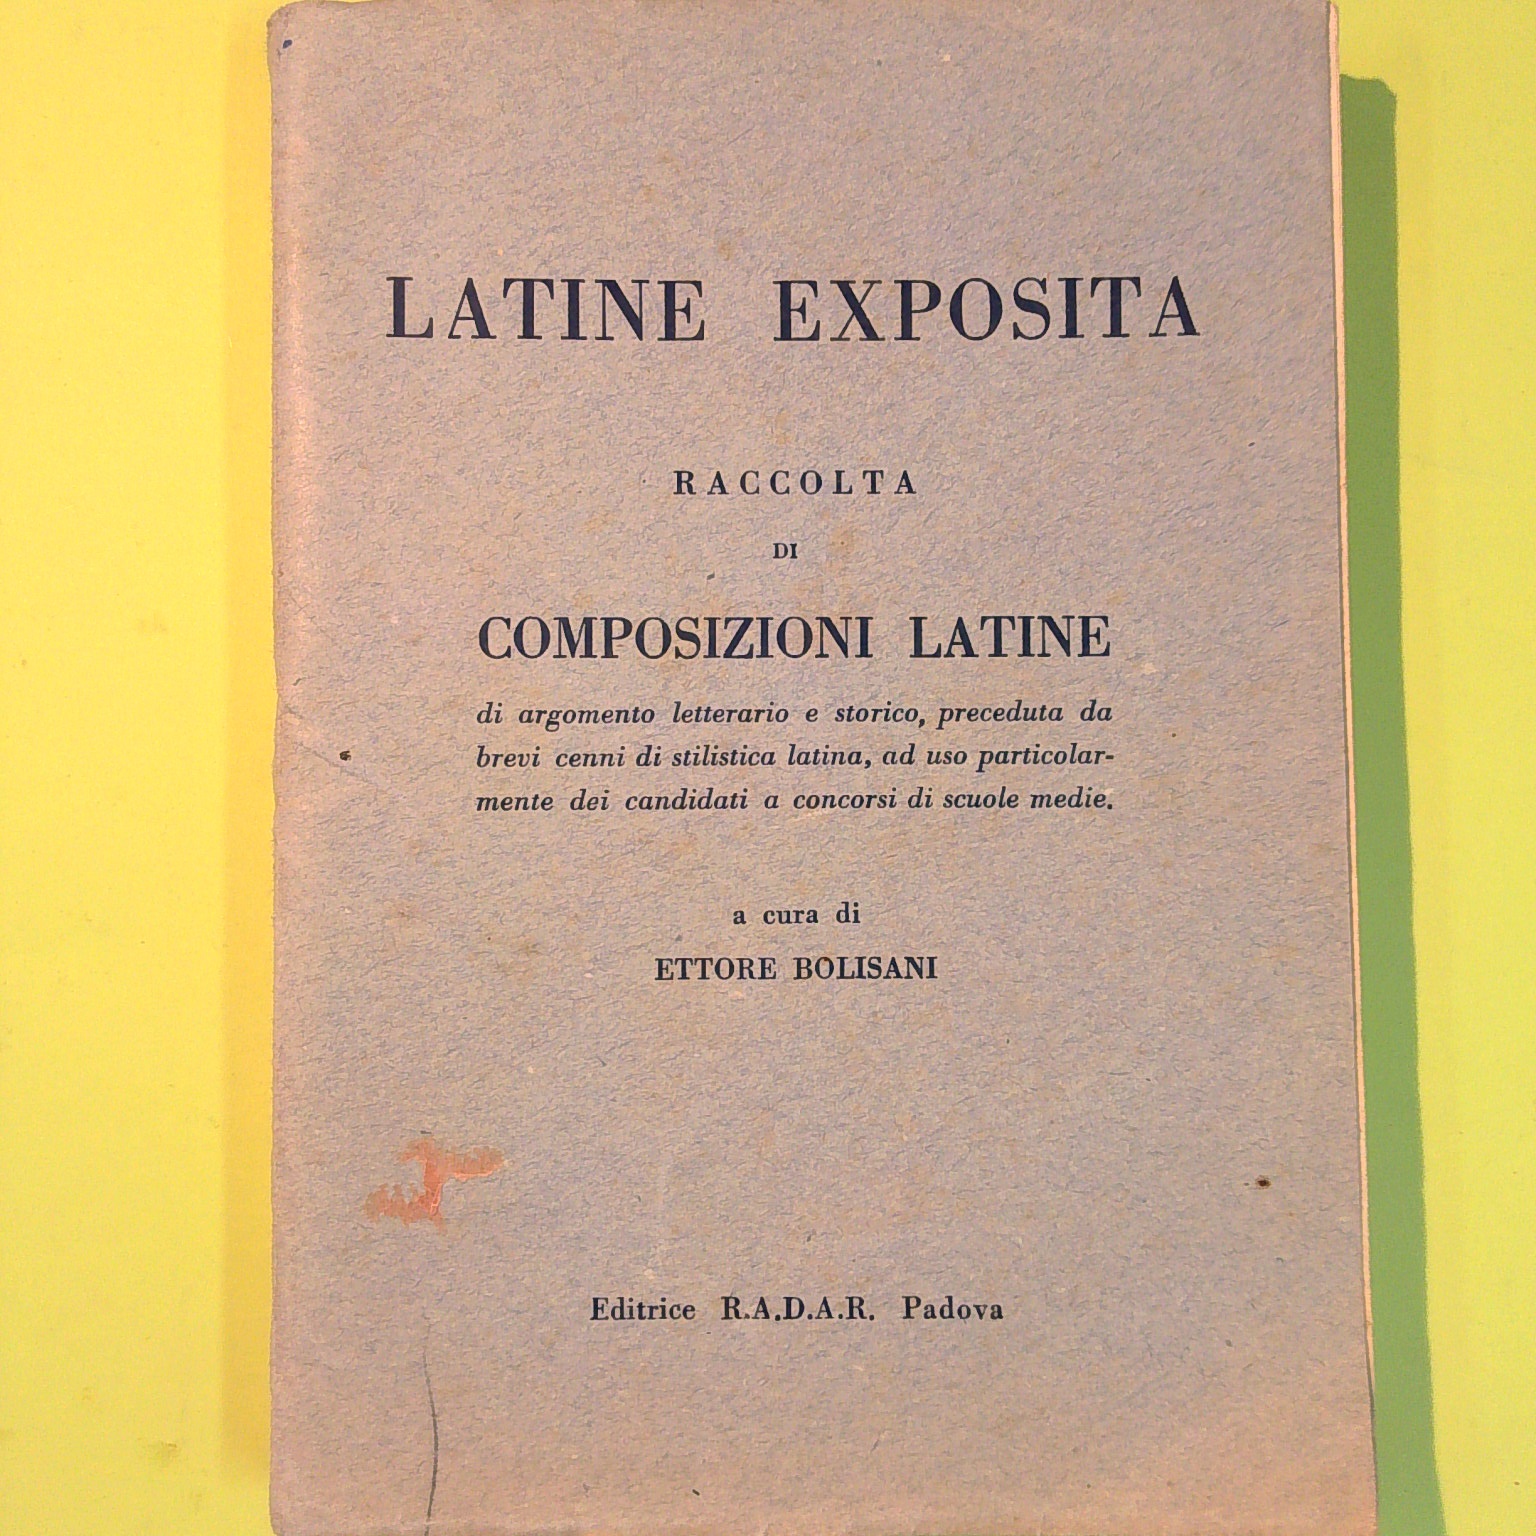 LATINE EXPOSITA
RACCOLTA
DI
COMPOSIZIONI LATINE
di argomento letterario e storico, preceduta da
brevi cenni di stilistica latina, ad uso particolar-
mente dei candidati a concorsi di scuole medie.
a cura di
ETTORE BOLISANI
Editrice R.A.D.A.R. Padova